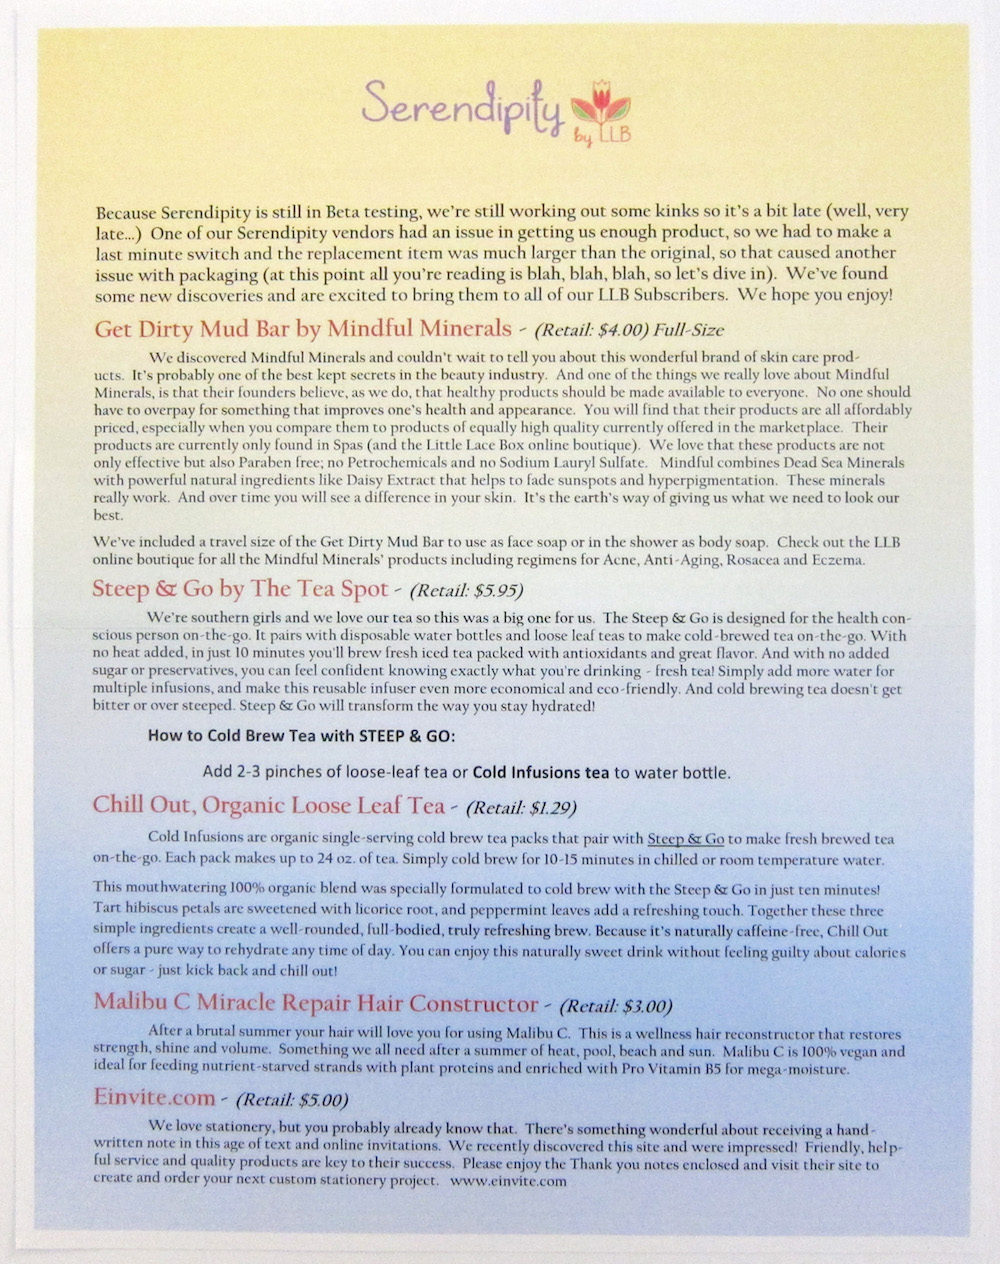 Serendipity
by LLB
Because Serendipity is still in Beta testing, we're still working out some kinks so it's a bit late (well, very
late...) One of our Serendipity vendors had an issue in getting us enough product, so we had to make a
last minute switch and the replacement item was much larger than the original, so that caused another
issue with packaging (at this point all you're reading is blah, blah, blah, so let's dive in). We've found
some new discoveries and are excited to bring them to all of our LLB Subscribers. We hope you enjoy!
Get Dirty Mud Bar by Mindful Minerals - (Retail: $4.00) Full-Size
We discovered Mindful Minerals and couldn't wait to tell you about this wonderful brand of skin care prod-
ucts. It's probably one of the best kept secrets in the beauty industry. And one of the things we really love about Mindful
Minerals, is that their founders believe, as we do, that healthy products should be made available to everyone. No one should
have to overpay for something that improves one's health and appearance. You will find that their products are all affordably
priced, especially when you compare them to products of equally high quality currently offered in the marketplace. Their
products are currently only found in Spas (and the Little Lace Box online boutique). We love that these products are not
only effective but also Paraben free; no Petrochemicals and no Sodium Lauryl Sulfate. Mindful combines Dead Sea Minerals
with powerful natural ingredients like Daisy Extract that helps to fade sunspots and hyperpigmentation. These minerals
really work. And over time you will see a difference in your skin. It's the earth's way of giving us what we need to look our
best.
We've included a travel size of the Get Dirty Mud Bar to use as face soap or in the shower as body soap. Check out the LLB
online boutique for all the Mindful Minerals' products including regimens for Acne, Anti-Aging, Rosacea and Eczema.
Steep & Go by The Tea Spot - (Retail: $5.95)
We're southern girls and we love our tea so this was a big one for us. The Steep & Go is designed for the health con-
scious person on-the-go. It pairs with disposable water bottles and loose leaf teas to make cold-brewed tea on-the-go. With
no heat added, in just 10 minutes you'll brew fresh iced tea packed with antioxidants and great flavor. And with no added
sugar or preservatives, you can feel confident knowing exactly what you're drinking - fresh tea! Simply add more water for
multiple infusions, and make this reusable infuser even more economical and eco-friendly. And cold brewing tea doesn't get
bitter or over steeped. Steep & Go will transform the way you stay hydrated!
How to Cold Brew Tea with STEEP & GO:
Add 2-3 pinches of loose-leaf tea or Cold Infusions tea to water bottle.
Chill Out, Organic Loose Leaf Tea - (Retail: $1.29)
Cold Infusions are organic single-serving cold brew tea packs that pair with Steep & Go to make fresh brewed tea
on-the-go. Each pack makes up to 24 oz. of tea. Simply cold brew for 10-15 minutes in chilled or room temperature water.
This mouthwatering 100% organic blend was specially formulated to cold brew with the Steep & Go in just ten minutes!
Tart hibiscus petals are sweetened with licorice root, and peppermint leaves add a refreshing touch. Together these three
simple ingredients create a well-rounded, full-bodied, truly refreshing brew. Because it's naturally caffeine-free, Chill Out
offers a pure way to rehydrate any time of day. You can enjoy this naturally sweet drink without feeling guilty about calories
or sugar - just kick back and chill out!
Malibu C Miracle Repair Hair Constructor - (Retail: $3.00)
After a brutal summer your hair will love you for using Malibu C. This is a wellness hair reconstructor that restores
strength, shine and volume. Something we all need after a summer of heat, pool, beach and sun. Malibu C is 100% vegan and
ideal for feeding nutrient-starved strands with plant proteins and enriched with Pro Vitamin B5 for mega-moisture.
Einvite.com - (Retail: $5.00)
We love stationery, but you probably already know that. There's something wonderful about receiving a hand-
written note in this age of text and online invitations. We recently discovered this site and were impressed! Friendly, help-
ful service and quality products are key to their success. Please enjoy the Thank you notes enclosed and visit their site to
create and order your next custom stationery project. www.einvite.com